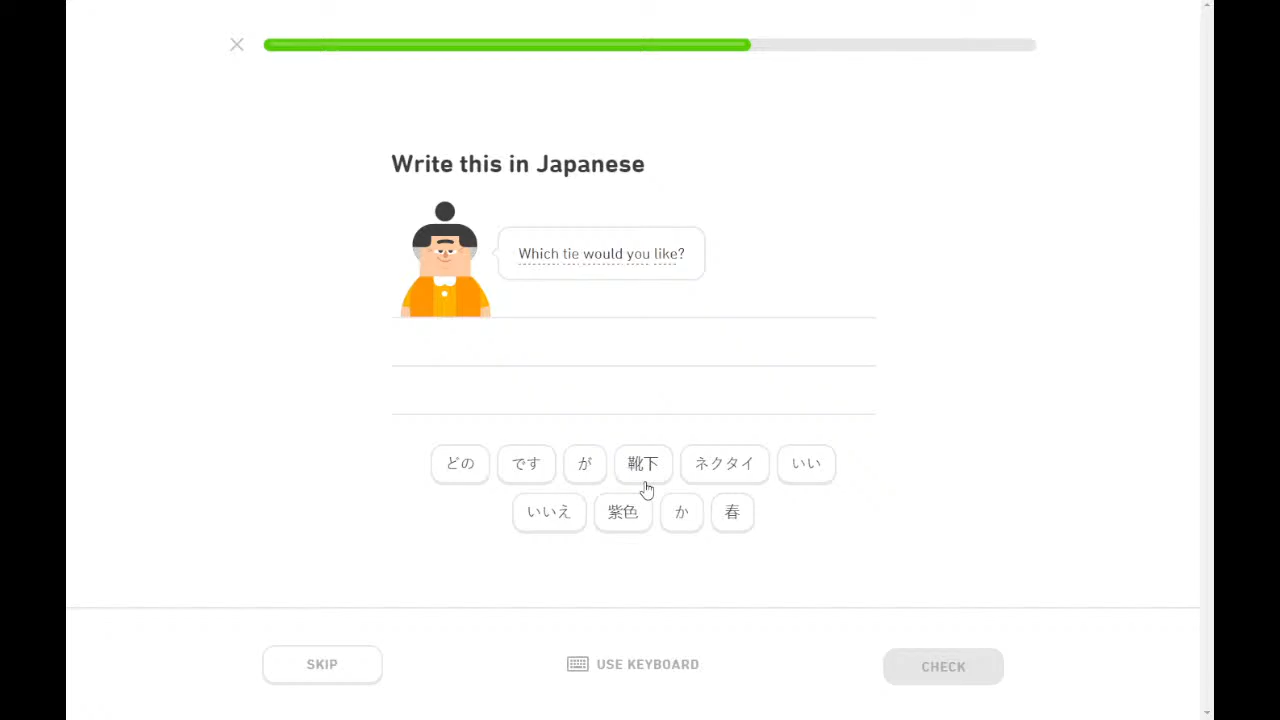 Write this in Japanese
Which tie would you like?
どの です が 靴下 ネクタイ いい
いいえ 紫色 か 春
SKIP USE KEYBOARD CHECK